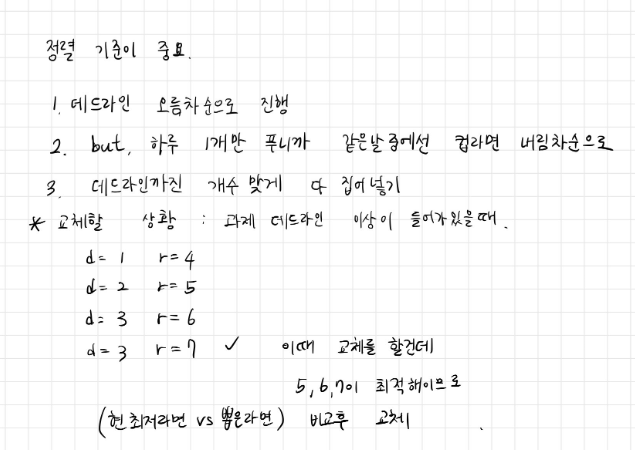 정렬 기준이 중요.
1. 데드라인 오름차순으로 진행
2. but, 하루 1개만 푸니까 같은날 중에선 컵라면 내림차순으로
3. 데드라인까진 개수 맞게 다 집어넣기
* 교체할 상황 : 과제 데드라인 이상이 들어가있을때.
d= 1 r=4
d= 2 r=5
d= 3 r=6
d= 3 r=7 ✓ 이때 교체를 할건데
5, 6, 7이 최적해이므로
(현 최저라면 vs 뽑은라면) 비교후 교체.